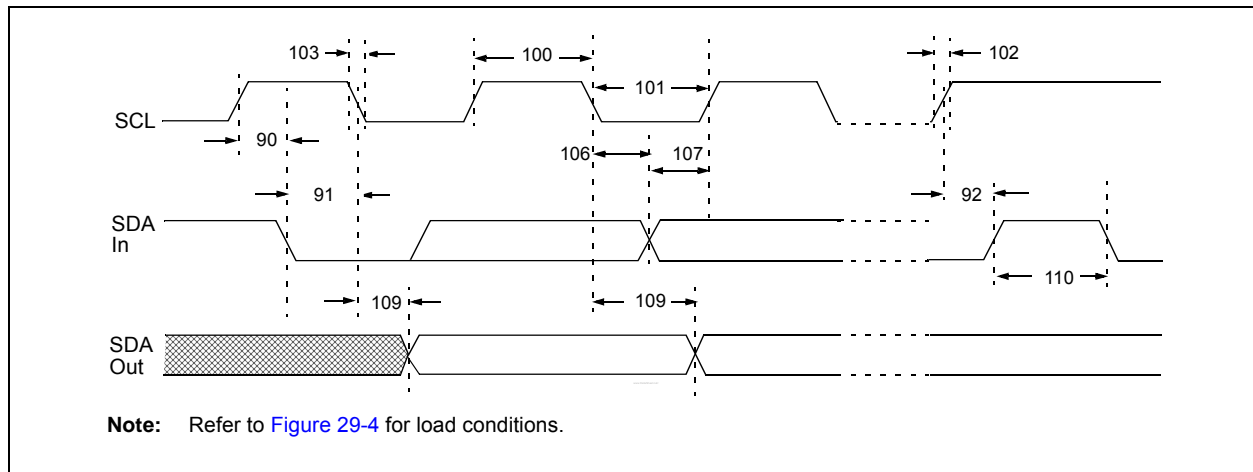 103
100
102
101
SCL
90
106
107
91
92
SDA
In
109
109
110
SDA
Out
Note: Refer to Figure 29-4 for load conditions.